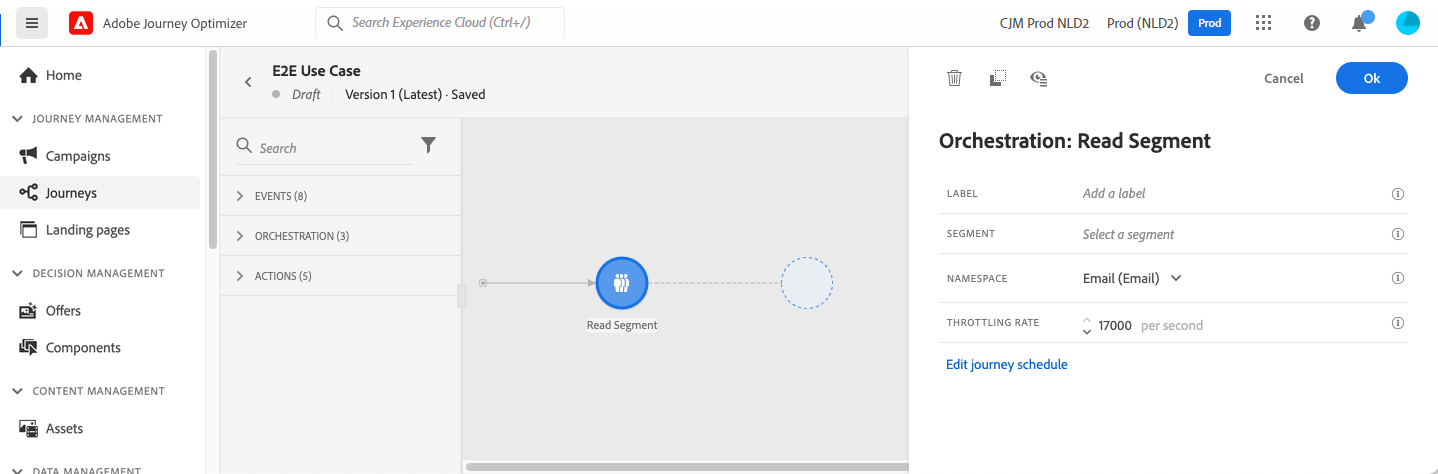 Adobe Journey Optimizer
Search Experience Cloud (Ctrl+/)
CJM Prod NLD2
Prod (NLD2)
Prod
Home
JOURNEY MANAGEMENT
Campaigns
Journeys
Landing pages
DECISION MANAGEMENT
Offers
Components
CONTENT MANAGEMENT
Assets
DATA MANAGEMENT
E2E Use Case
Draft
Version 1 (Latest) · Saved
Search
EVENTS (8)
ORCHESTRATION (3)
ACTIONS (5)
Read Segment
Cancel
Ok
Orchestration: Read Segment
LABEL
Add a label
SEGMENT
Select a segment
NAMESPACE
Email (Email)
THROTTLING RATE
17000 per second
Edit journey schedule